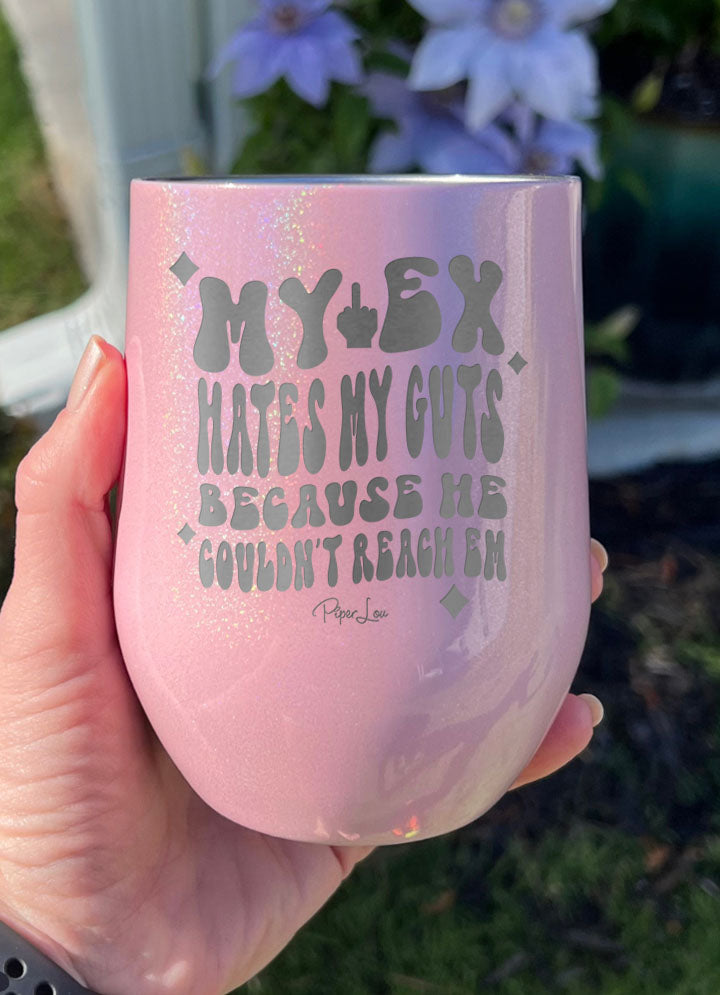 MY EX
HATES MY GUTS
BECAUSE HE
COULDN'T REACH EM
Piper Lou